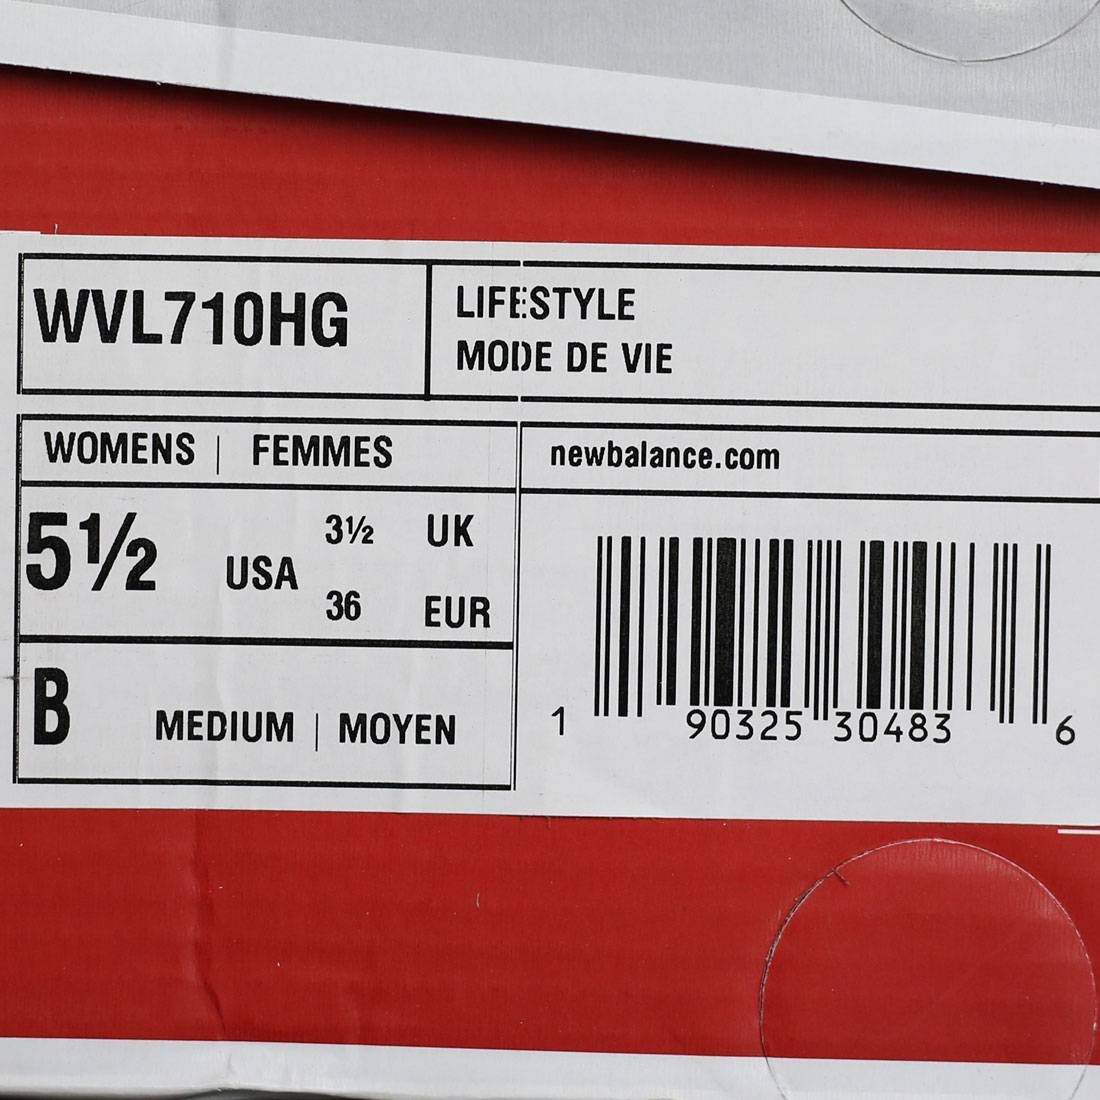 WVL710HG
LIFESTYLE
MODE DE VIE
WOMENS | FEMMES
newbalance.com
5½ USA
3½ UK
36 EUR
B
MEDIUM | MOYEN
1 90325 30483 6